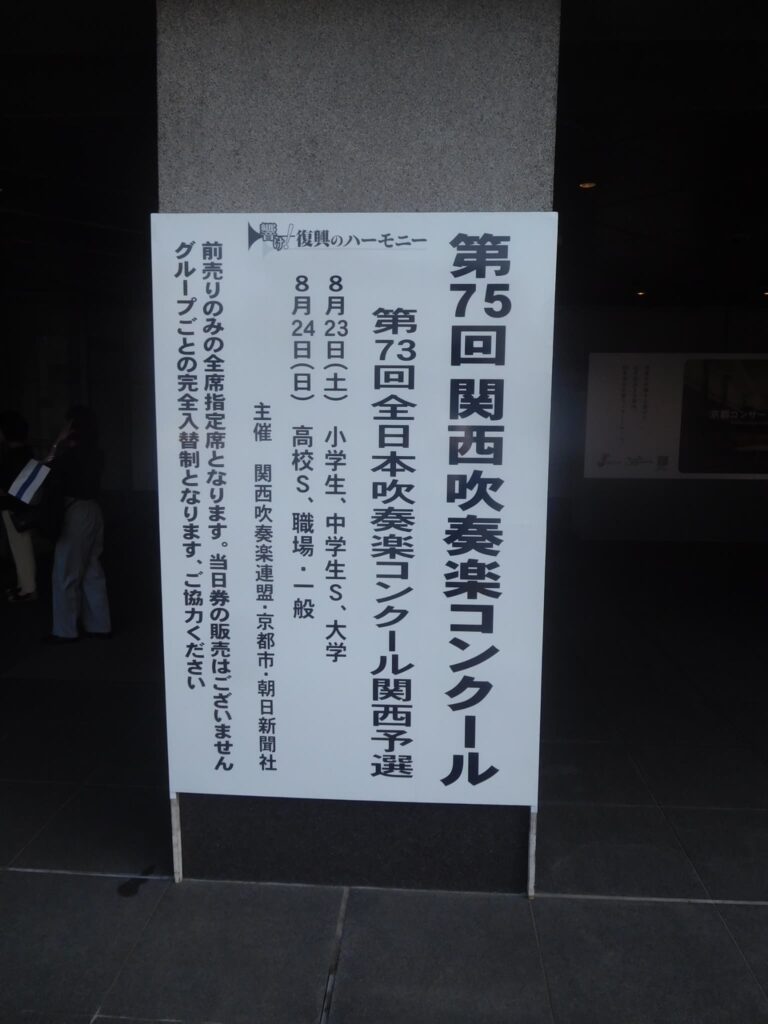 第75回 関西吹奏楽コンクール
第73回 全日本吹奏楽コンクール関西予選
響け! 復興のハーモニー
8月23日(土) 小学生、中学生S、大学
8月24日(日) 高校S、職場・一般
主催 関西吹奏楽連盟・京都市・朝日新聞社
前売りのみの全席指定席となります。当日券の販売はございません
グループごとの完全入替制となります、ご協力ください
京都コンサー